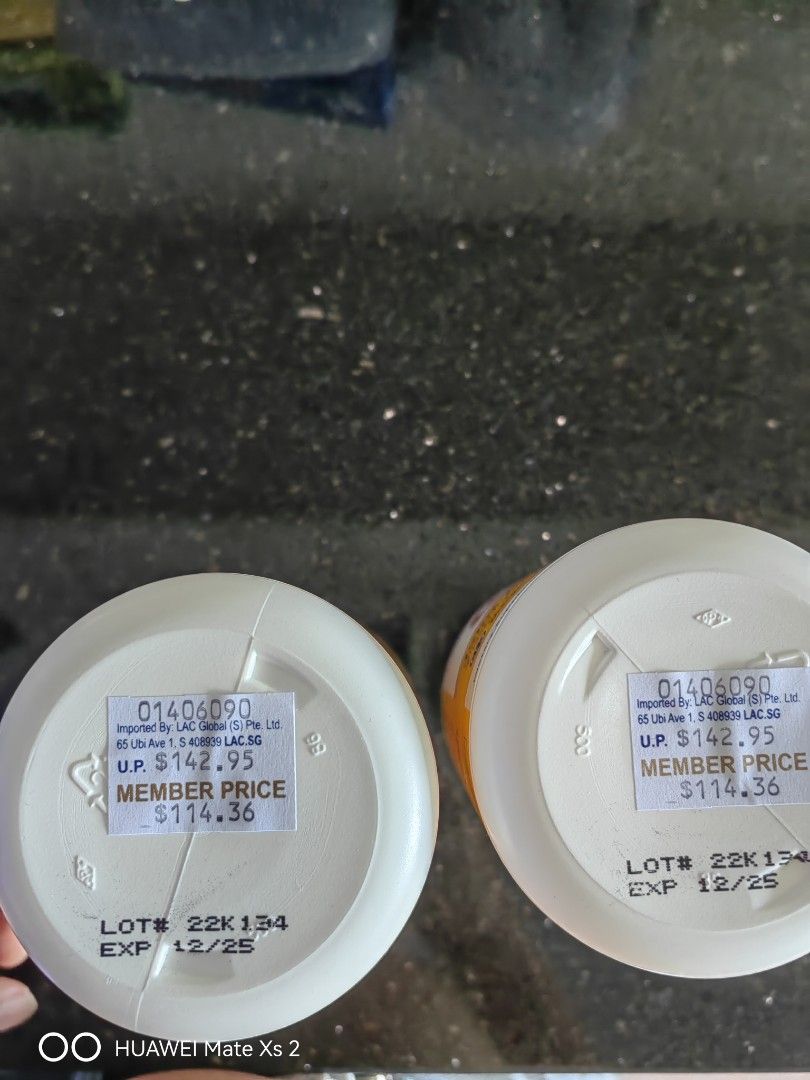 01406090
Imported By: LAC Global (S) Pte. Ltd.
65 Ubi Ave 1, S 408939 LAC.SG
U.P. $142.95
MEMBER PRICE
$114.36
LOT# 22K134
EXP 12/25
01406090
Imported By: LAC Global (S) Pte. Ltd.
65 Ubi Ave 1, S 408939 LAC.SG
U.P. $142.95
MEMBER PRICE
$114.36
LOT# 22K134
EXP 12/25
HUAWEI Mate Xs 2